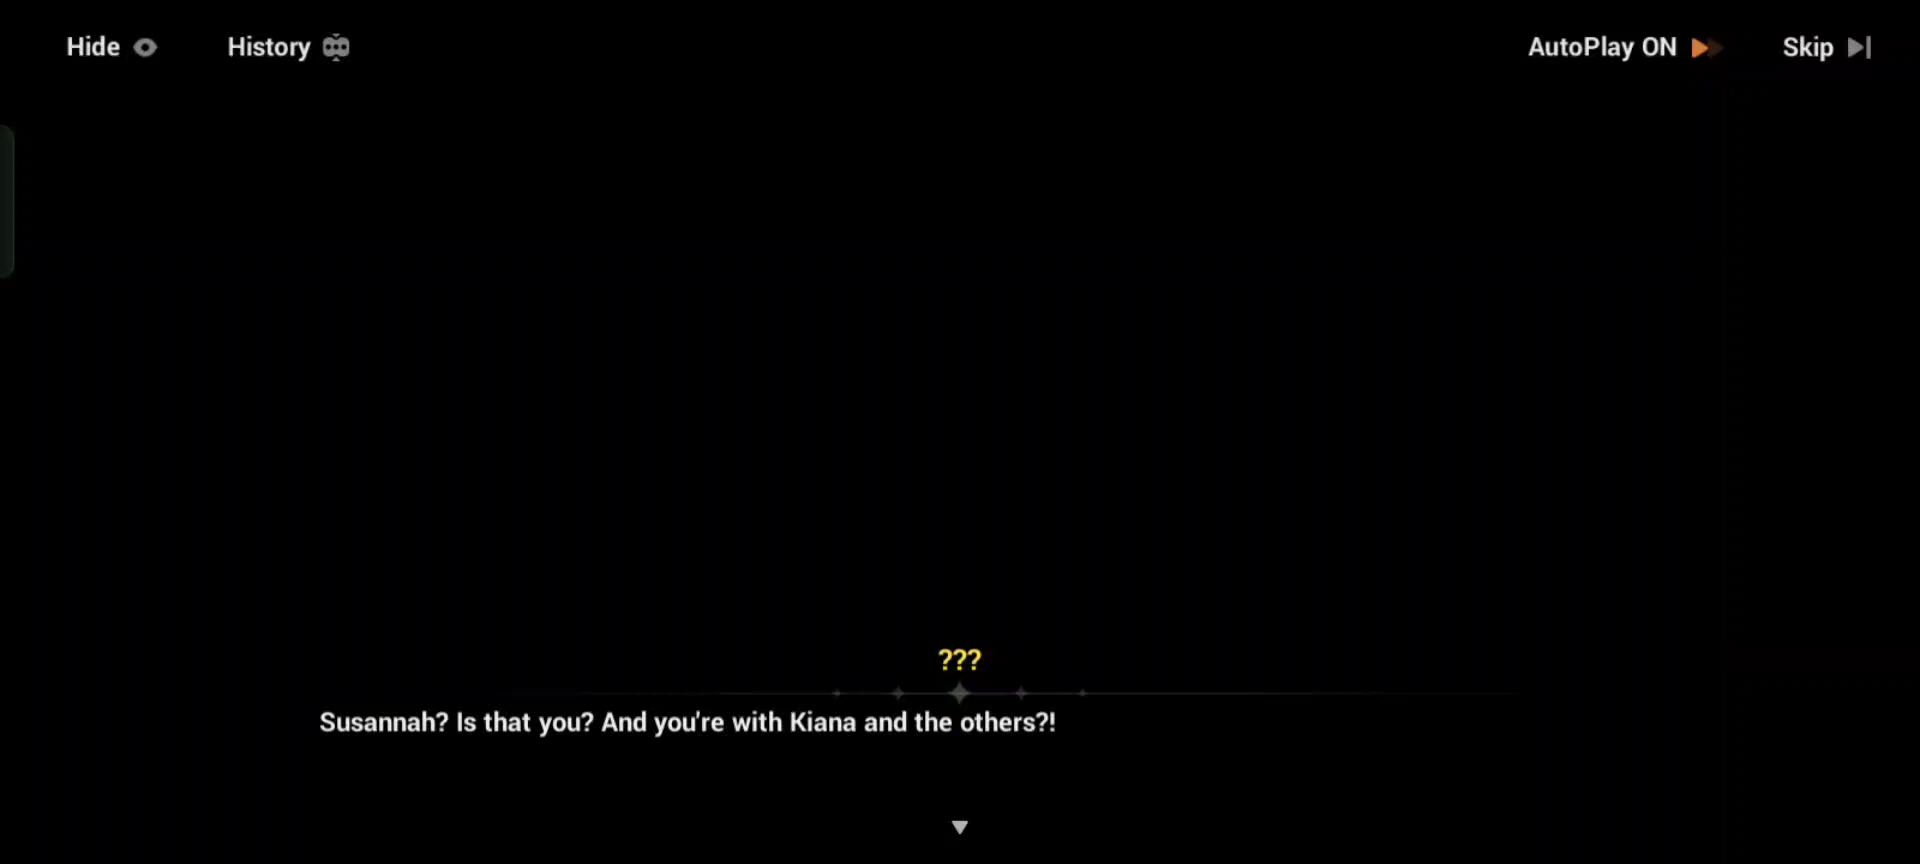 Hide
History
AutoPlay ON
Skip
???
Susannah? Is that you? And you're with Kiana and the others?!